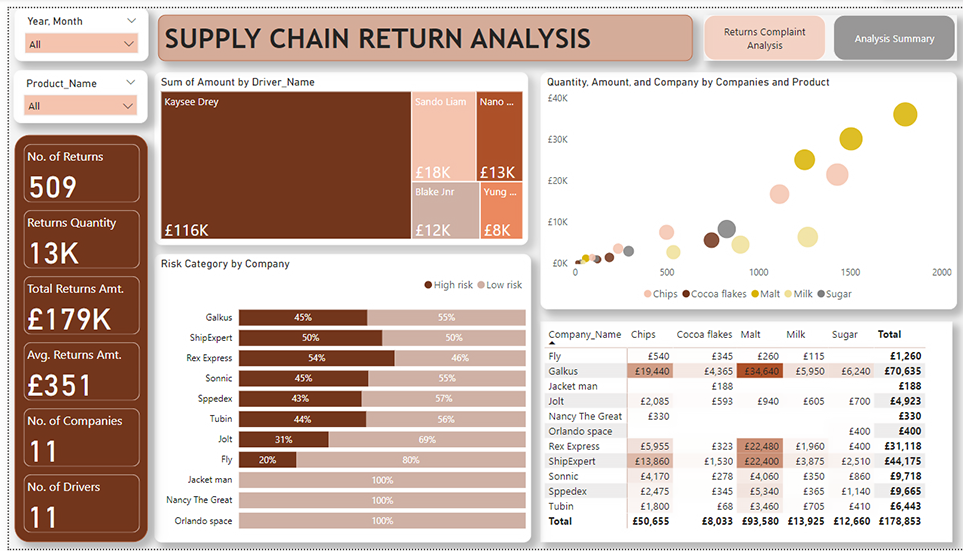 Year, Month
All
Product_Name
All
SUPPLY CHAIN RETURN ANALYSIS
Returns Complaint
Analysis
Analysis Summary
No. of Returns
509
Returns Quantity
13K
Total Returns Amt.
£179K
Avg. Returns Amt.
£351
No. of Companies
11
No. of Drivers
11
Sum of Amount by Driver_Name
Kaysee Drey
£116K
Sando Liam
£18K
Nano ...
£13K
Blake Jnr
£12K
Yung ...
£8K
Risk Category by Company
High risk Low risk
Galkus 45% 55%
ShipExpert 50% 50%
Rex Express 54% 46%
Sonnic 45% 55%
Sppedex 43% 57%
Tubin 44% 56%
Jolt 31% 69%
Fly 20% 80%
Jacket man 100%
Nancy The Great 100%
Orlando space 100%
Quantity, Amount, and Company by Companies and Product
£40K
£30K
£20K
£10K
£0K
0 500 1000 1500 2000
Chips Cocoa flakes Malt Milk Sugar
Company_Name Chips Cocoa flakes Malt Milk Sugar Total
Fly £540 £345 £260 £115 £1,260
Galkus £19,440 £4,365 £34,640 £5,950 £6,240 £70,635
Jacket man £188 £188
Jolt £2,085 £593 £940 £605 £700 £4,923
Nancy The Great £330 £330
Orlando space £400 £400
Rex Express £5,955 £323 £22,480 £1,960 £400 £31,118
ShipExpert £13,860 £1,530 £22,400 £3,875 £2,510 £44,175
Sonnic £4,170 £278 £4,060 £350 £860 £9,718
Sppedex £2,475 £345 £5,340 £365 £1,140 £9,665
Tubin £1,800 £68 £3,460 £705 £410 £6,443
Total £50,655 £8,033 £93,580 £13,925 £12,660 £178,853